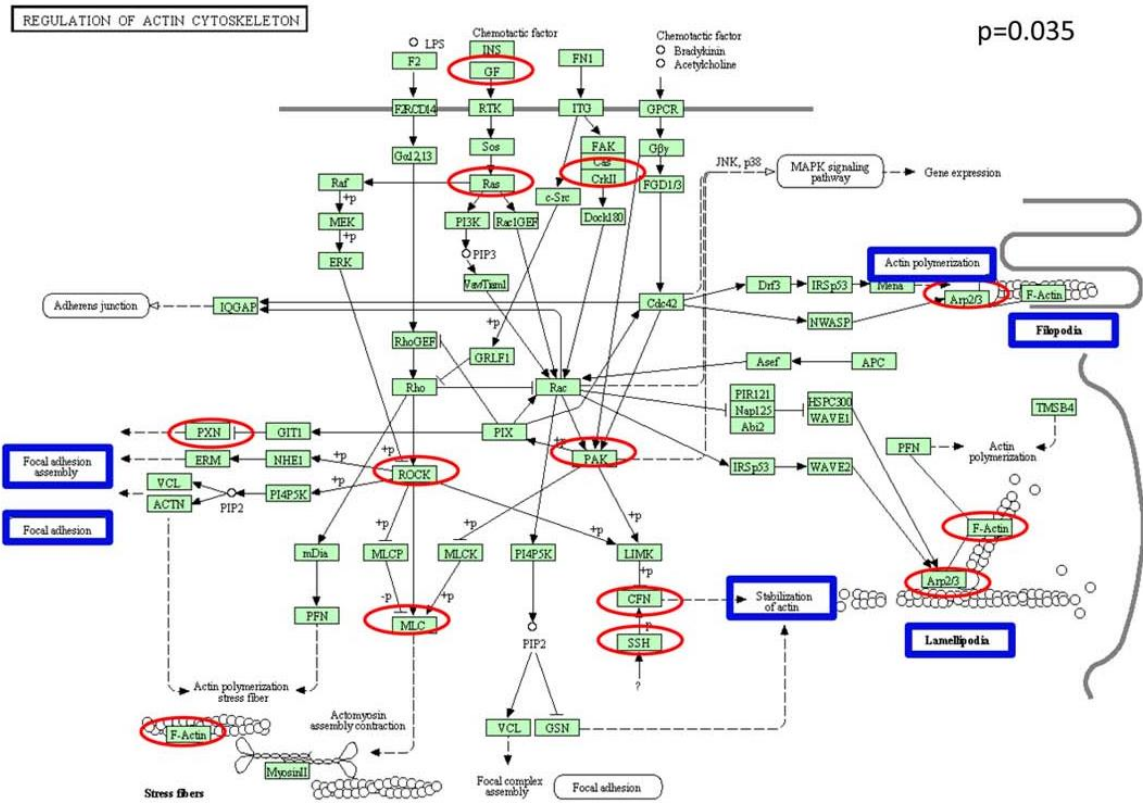 REGULATION OF ACTIN CYTOSKELETON
p=0.035
Chemotactic factor
Chemotactic factor
LPS
INS
Bradykinin
F2
GF
FN1
Acetylcholine
F2RCD14
RTK
ITG
GPCR
Gα12,13
Sos
FAK
Gβγ
Cas
JNK, p38
MAPK signaling
pathway
Gene expression
Raf
Ras
CrkII
FGD1/3
+p
c-Src
MEK
PI3K
Rac1GEF
Dock180
+p
PIP3
ERK
Actin polymerization
Drf3
IRSp53
Mena
Arp2/3
F-Actin
Adherens junction
IQGAP
Cdc42
+p
NWASP
Filopodia
RhoGEF
GRLF1
Asef
APC
Rho
Rac
PIR121
Nap125
Abi2
HSPC300
WAVE1
TMSB4
PXN
GIT1
PIX
+p
PAK
PFN
Actin
polymerization
Focal adhesion
assembly
ERM
NHE1
+p
+p
ROCK
IRSp53
WAVE2
VCL
ACTN
PIP2
PI4P5K
+p
Focal adhesion
F-Actin
+p
+p
+p
+p
mDia
MLCP
MLCK
PI4P5K
LIMK
+p
Arp2/3
-p
+p
CFN
Stabilization
of actin
PFN
MLC
-p
SSH
Lamellipodia
PIP2
?
Actin polymerization
stress fiber
Actomyosin
assembly contraction
F-Actin
VCL
GSN
MyosinII
Focal complex
assembly
Focal adhesion
Stress fibers